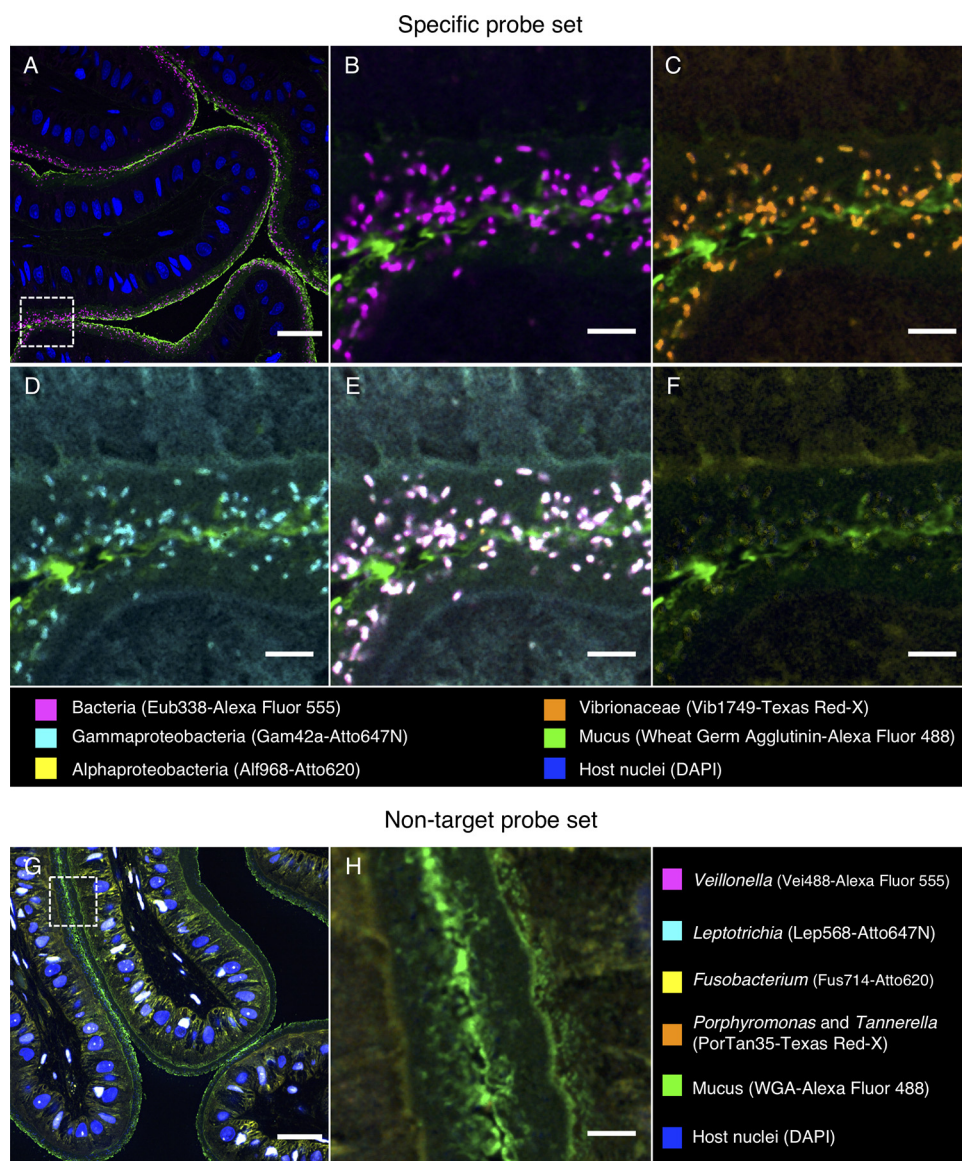 Specific probe set
A
B
C
D
E
F
Bacteria (Eub338-Alexa Fluor 555)
Gammaproteobacteria (Gam42a-Atto647N)
Alphaproteobacteria (Alf968-Atto620)
Vibrionaceae (Vib1749-Texas Red-X)
Mucus (Wheat Germ Agglutinin-Alexa Fluor 488)
Host nuclei (DAPI)
Non-target probe set
G
H
Veillonella (Vei488-Alexa Fluor 555)
Leptotrichia (Lep568-Atto647N)
Fusobacterium (Fus714-Atto620)
Porphyromonas and Tannerella
(PorTan35-Texas Red-X)
Mucus (WGA-Alexa Fluor 488)
Host nuclei (DAPI)